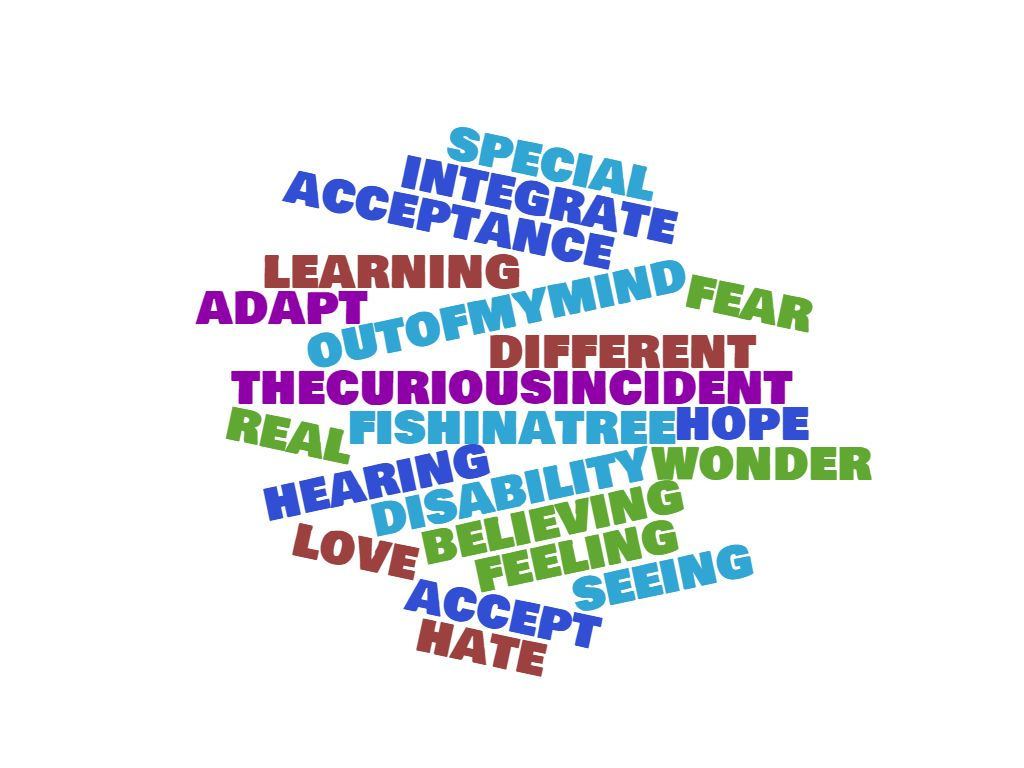 SPECIAL
INTEGRATE
ACCEPTANCE
LEARNING
ADAPT
OUTOFMYMIND
FEAR
DIFFERENT
THECURIOUSINCIDENT
REAL
FISHINATREE
HOPE
HEARING
DISABILITY
WONDER
BELIEVING
LOVE
FEELING
SEEING
ACCEPT
HATE